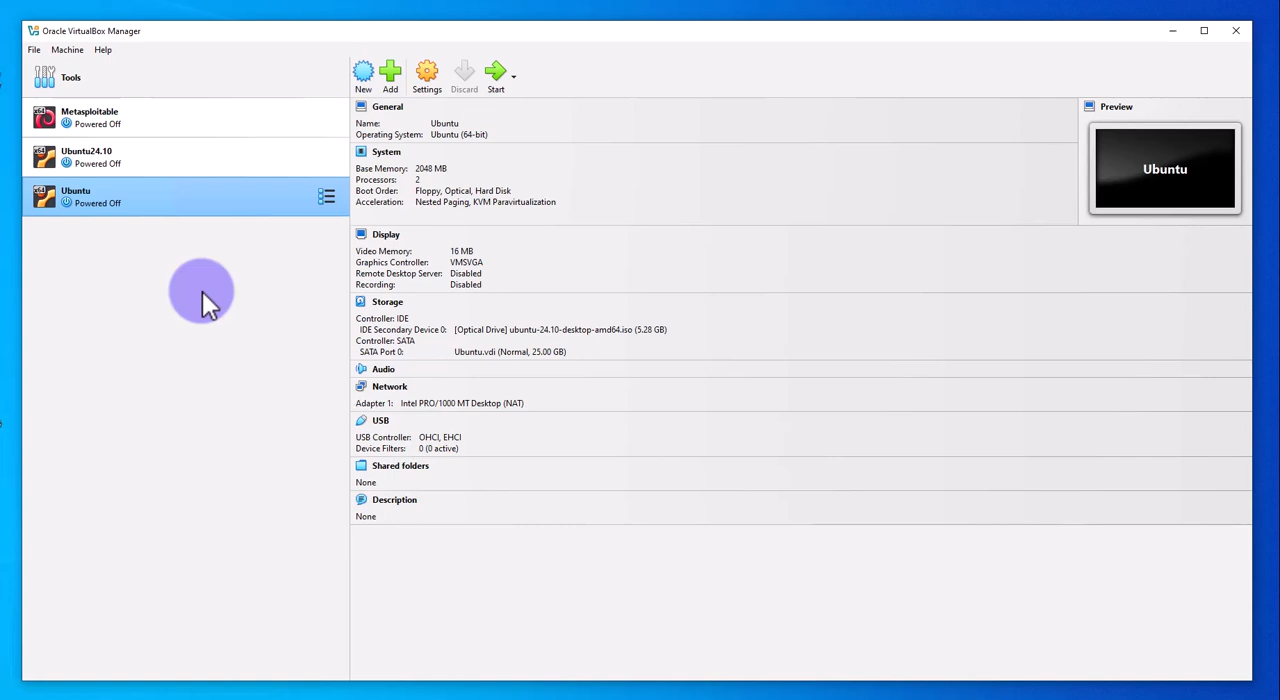 Oracle VirtualBox Manager
File Machine Help
Tools
New Add Settings Discard Start
x64 Metasploitable
Powered Off
x64 Ubuntu24.10
Powered Off
x64 Ubuntu
Powered Off
General
Name: Ubuntu
Operating System: Ubuntu (64-bit)
System
Base Memory: 2048 MB
Processors: 2
Boot Order: Floppy, Optical, Hard Disk
Acceleration: Nested Paging, KVM Paravirtualization
Preview
Ubuntu
Display
Video Memory: 16 MB
Graphics Controller: VMSVGA
Remote Desktop Server: Disabled
Recording: Disabled
Storage
Controller: IDE
IDE Secondary Device 0: [Optical Drive] ubuntu-24.10-desktop-amd64.iso (5.28 GB)
Controller: SATA
SATA Port 0: Ubuntu.vdi (Normal, 25.00 GB)
Audio
Network
Adapter 1: Intel PRO/1000 MT Desktop (NAT)
USB
USB Controller: OHCI, EHCI
Device Filters: 0 (0 active)
Shared folders
None
Description
None